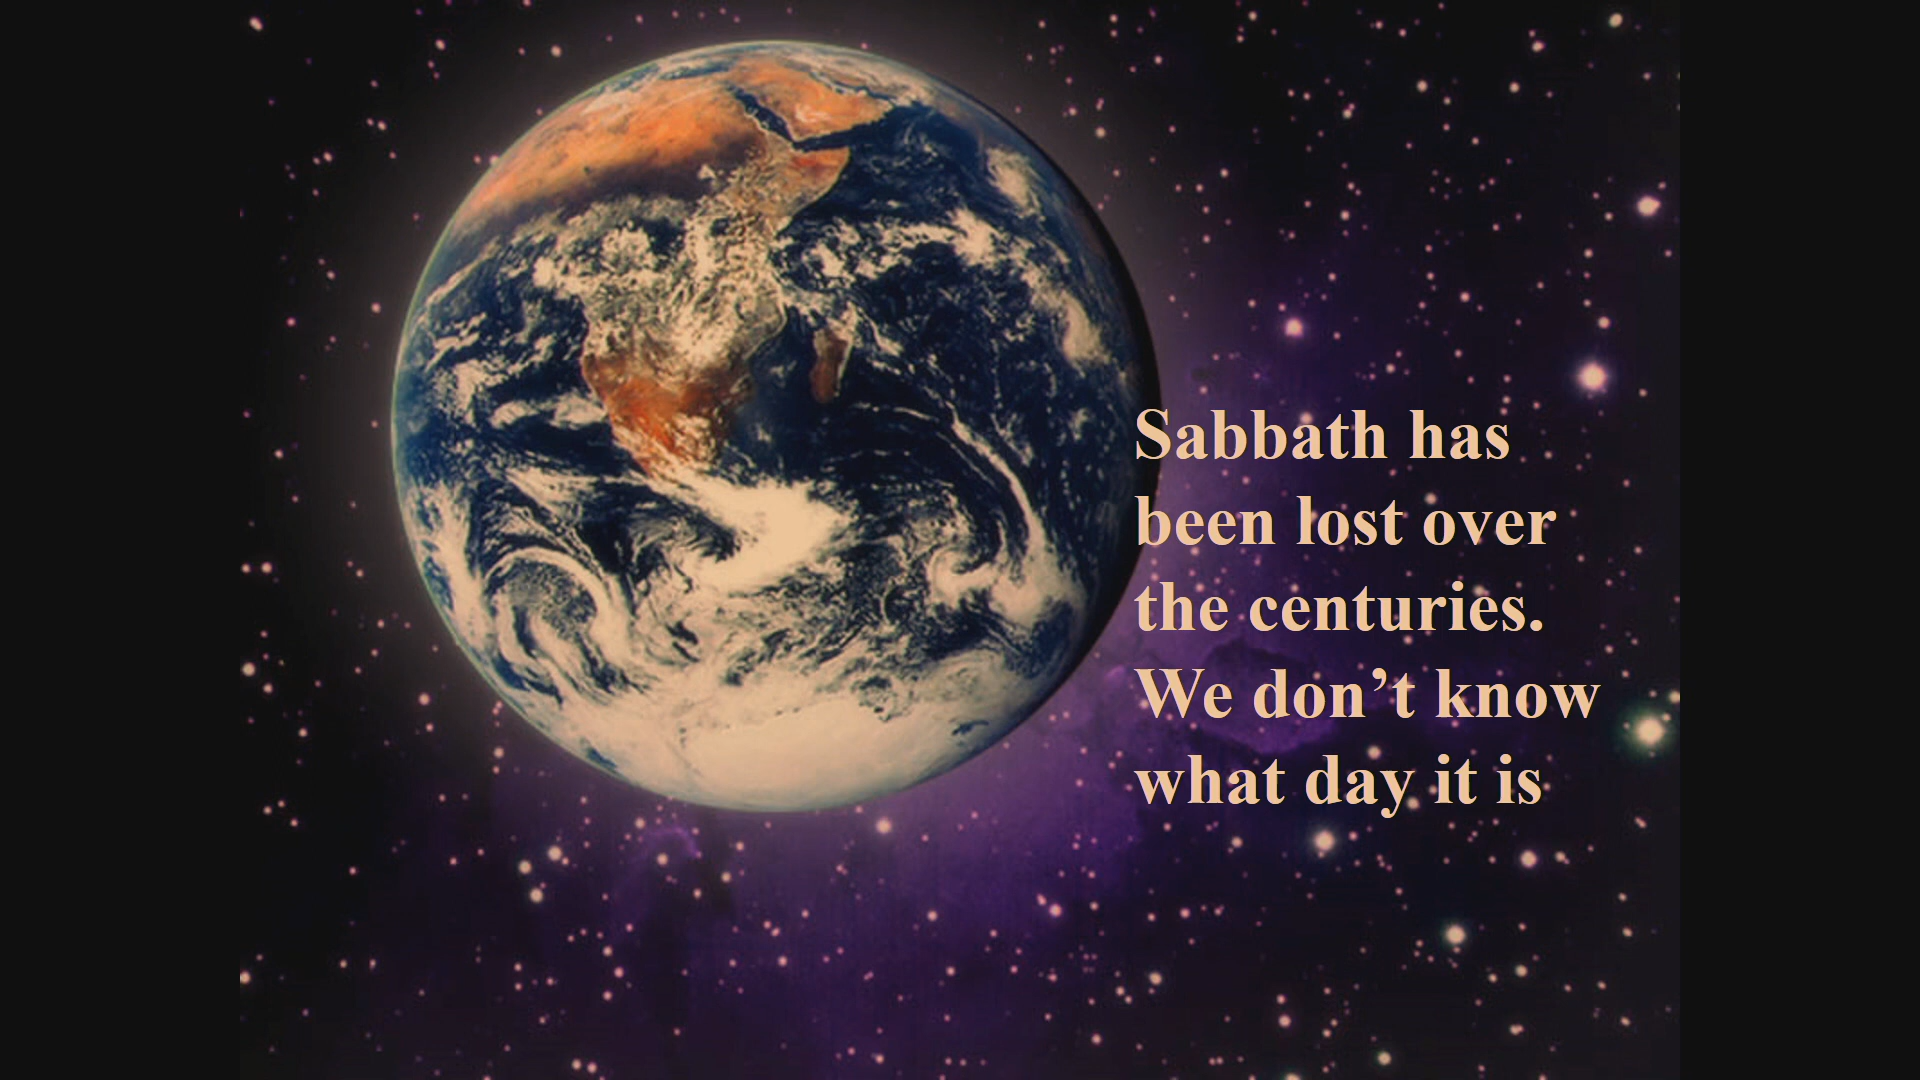 Sabbath has
been lost over
the centuries.
We don’t know
what day it is